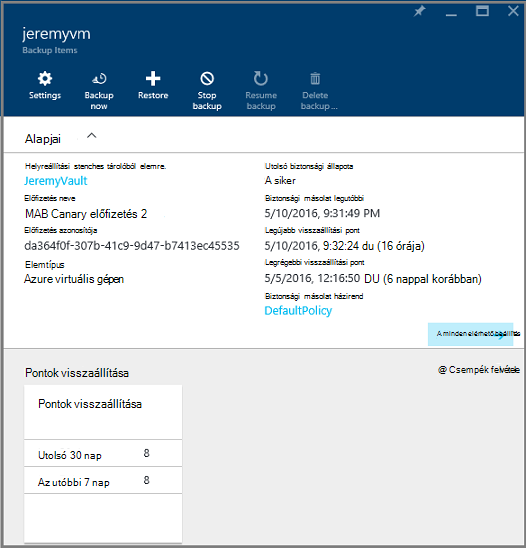 jeremyvm
Backup Items
Settings
Backup now
Restore
Stop backup
Resume backup
Delete backup ...
Alapjai
Helyreállítási stenches tárolóból elemre.
JeremyVault
Előfizetés neve
MAB Canary előfizetés 2
Előfizetés azonosítója
da364f0f-307b-41c9-9d47-b7413ec45535
Elemtípus
Azure virtuális gépen
Utolsó biztonsági állapota
A siker
Biztonsági másolat legutóbbi
5/10/2016, 9:31:49 PM
Legújabb visszaállítási pont
5/10/2016, 9:32:24 du (16 órája)
Legrégebbi visszaállítási pont
5/5/2016, 12:16:50 DU (6 nappal korábban)
Biztonsági másolat házirend
DefaultPolicy
A minden elérhető
Pontok visszaállítása
@ Csempék
Pontok visszaállítása
Utolsó 30 nap 8
Az utóbbi 7 nap 8